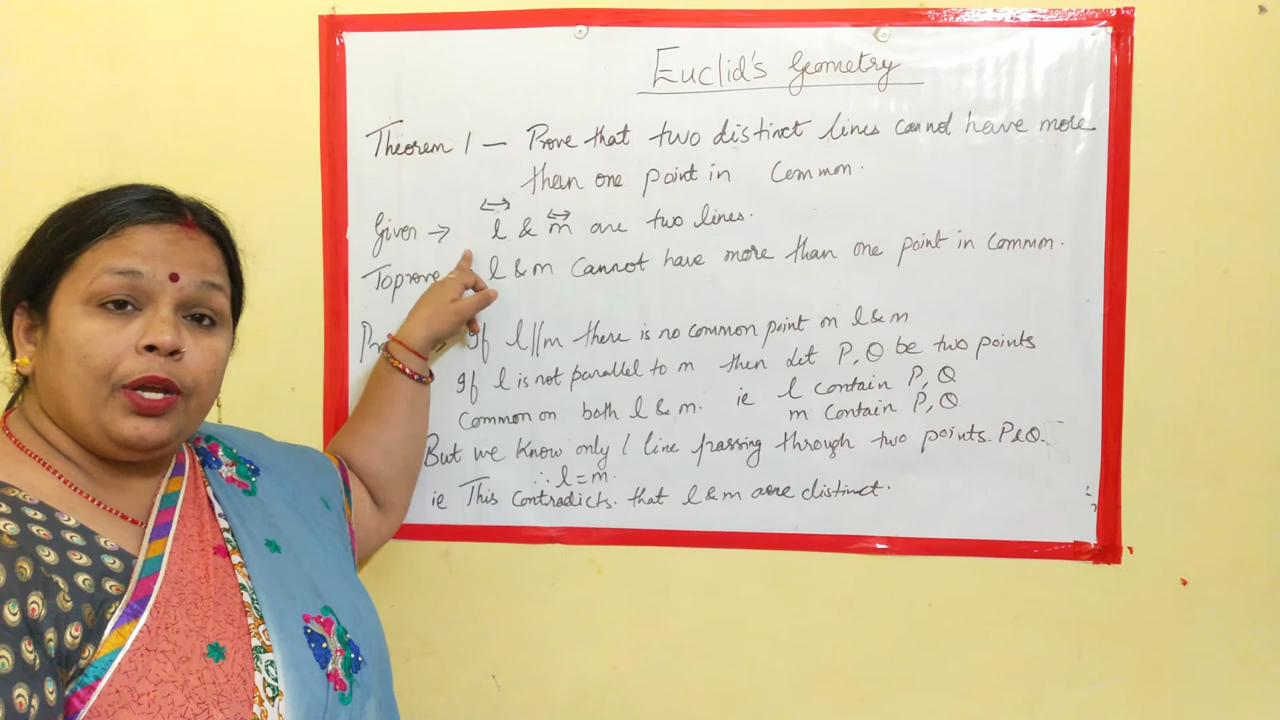 Euclid's Geometry
Theorem 1 — Prove that two distinct lines cannot have more
than one point in Common.
Given → l & m are two lines.
To prove l & m cannot have more than one point in common.
If l||m there is no common point on l & m
If l is not parallel to m then let P, Q be two points
Common on both l & m. ie l contain P, Q
m contain P, Q
But we know only 1 line passing through two points P & Q.
∴ l = m.
ie This contradicts that l & m are distinct.